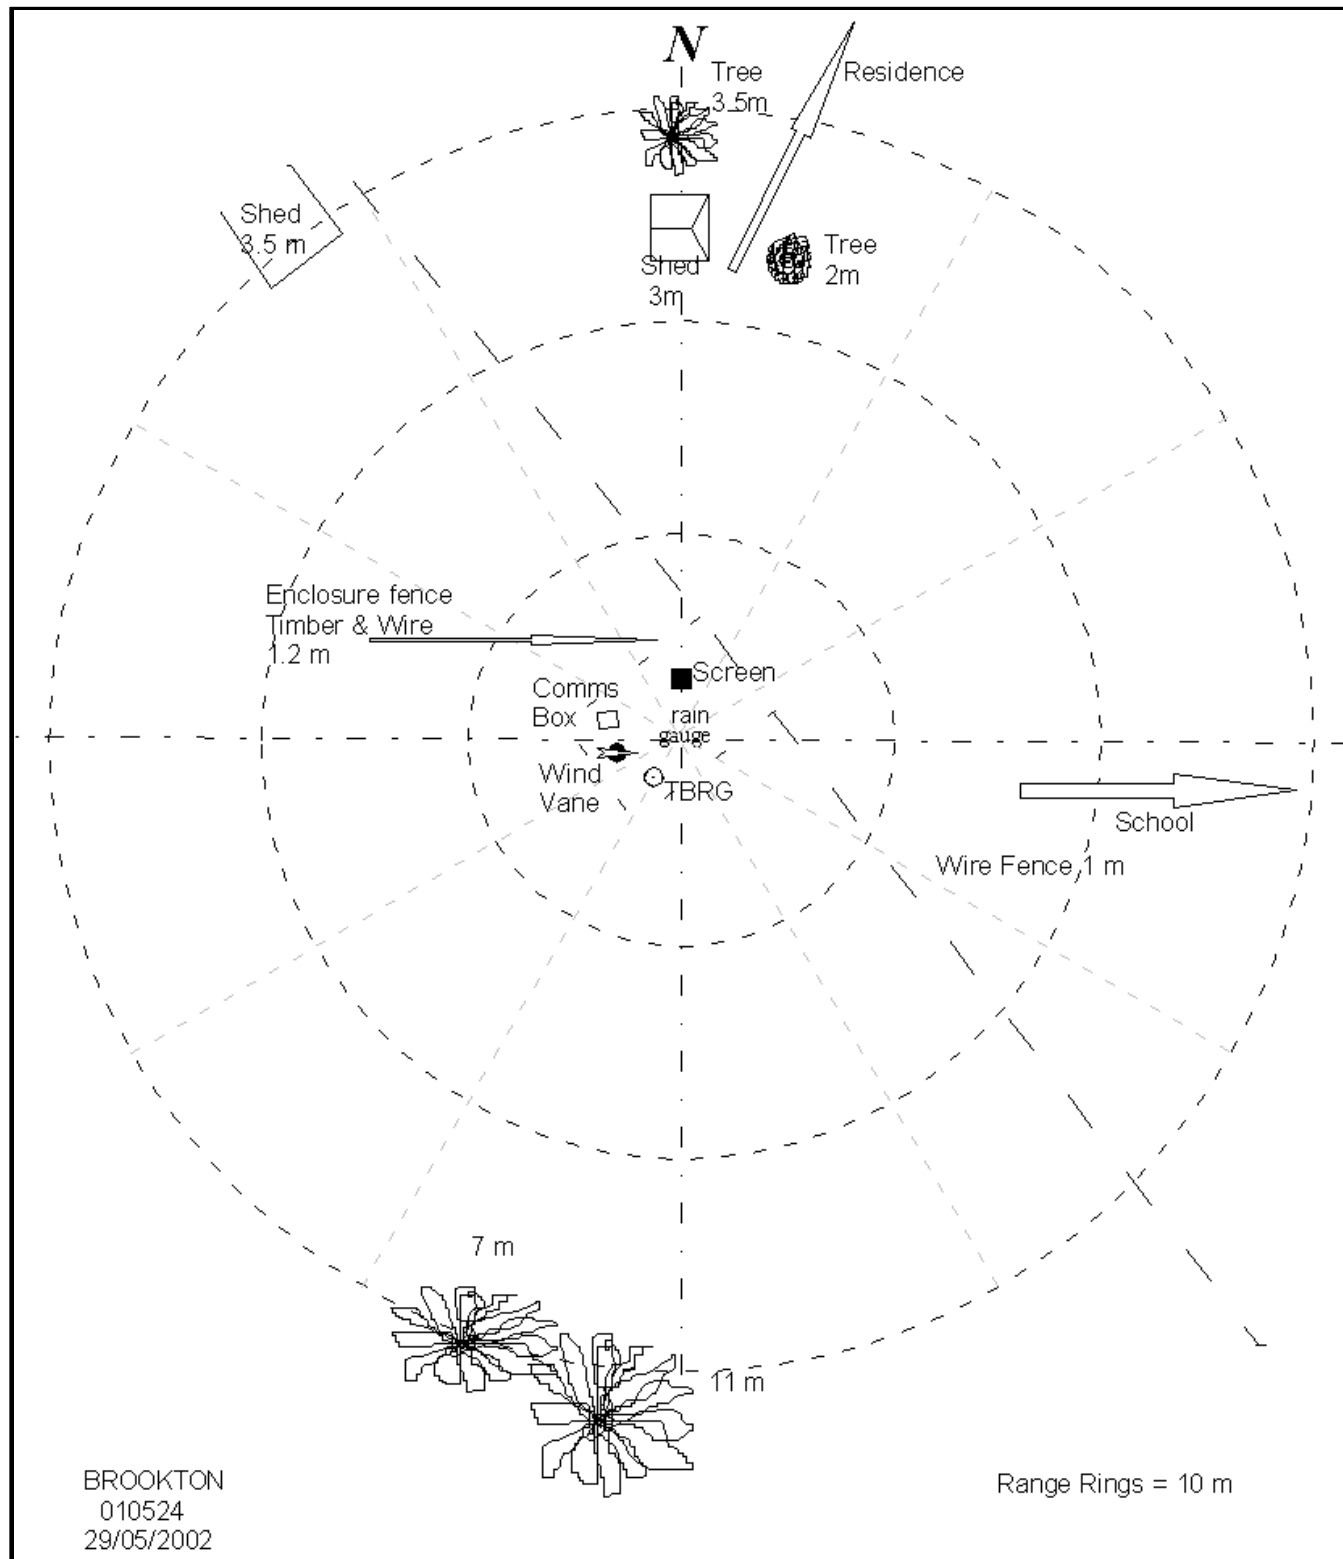 N
Tree
3.5m
Residence
Shed
3.5 m
Tree
2m
Shed
3m
Enclosure fence
Timber & Wire
1.2 m
Screen
Comms
Box
rain
gauge
Wind
Vane
TBRG
School
Wire Fence 1 m
7 m
11 m
BROOKTON
010524
29/05/2002
Range Rings = 10 m